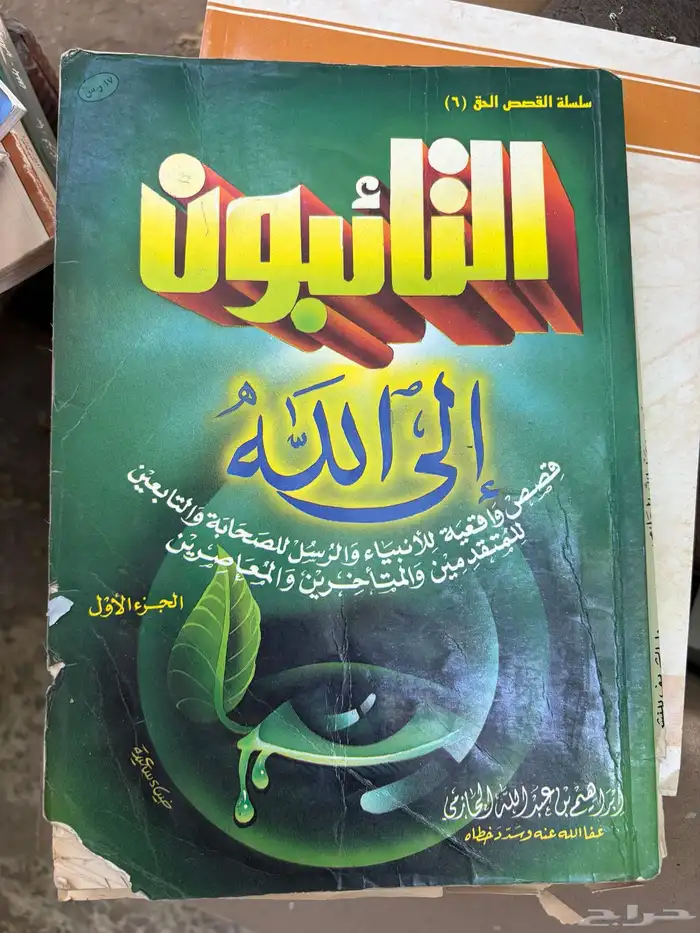 ١٧ ر.س
سلسلة القصص الحق (٦)
التائبون
إلى الله
قصص واقعية للأنبياء والرسل للصحابة والتابعين
للمتقدمين والمتأخرين والمعاصرين
الجزء الأول
إبراهيم بن عبد الله الحازمي
عفا الله عنه وسدد خطاه
حراج